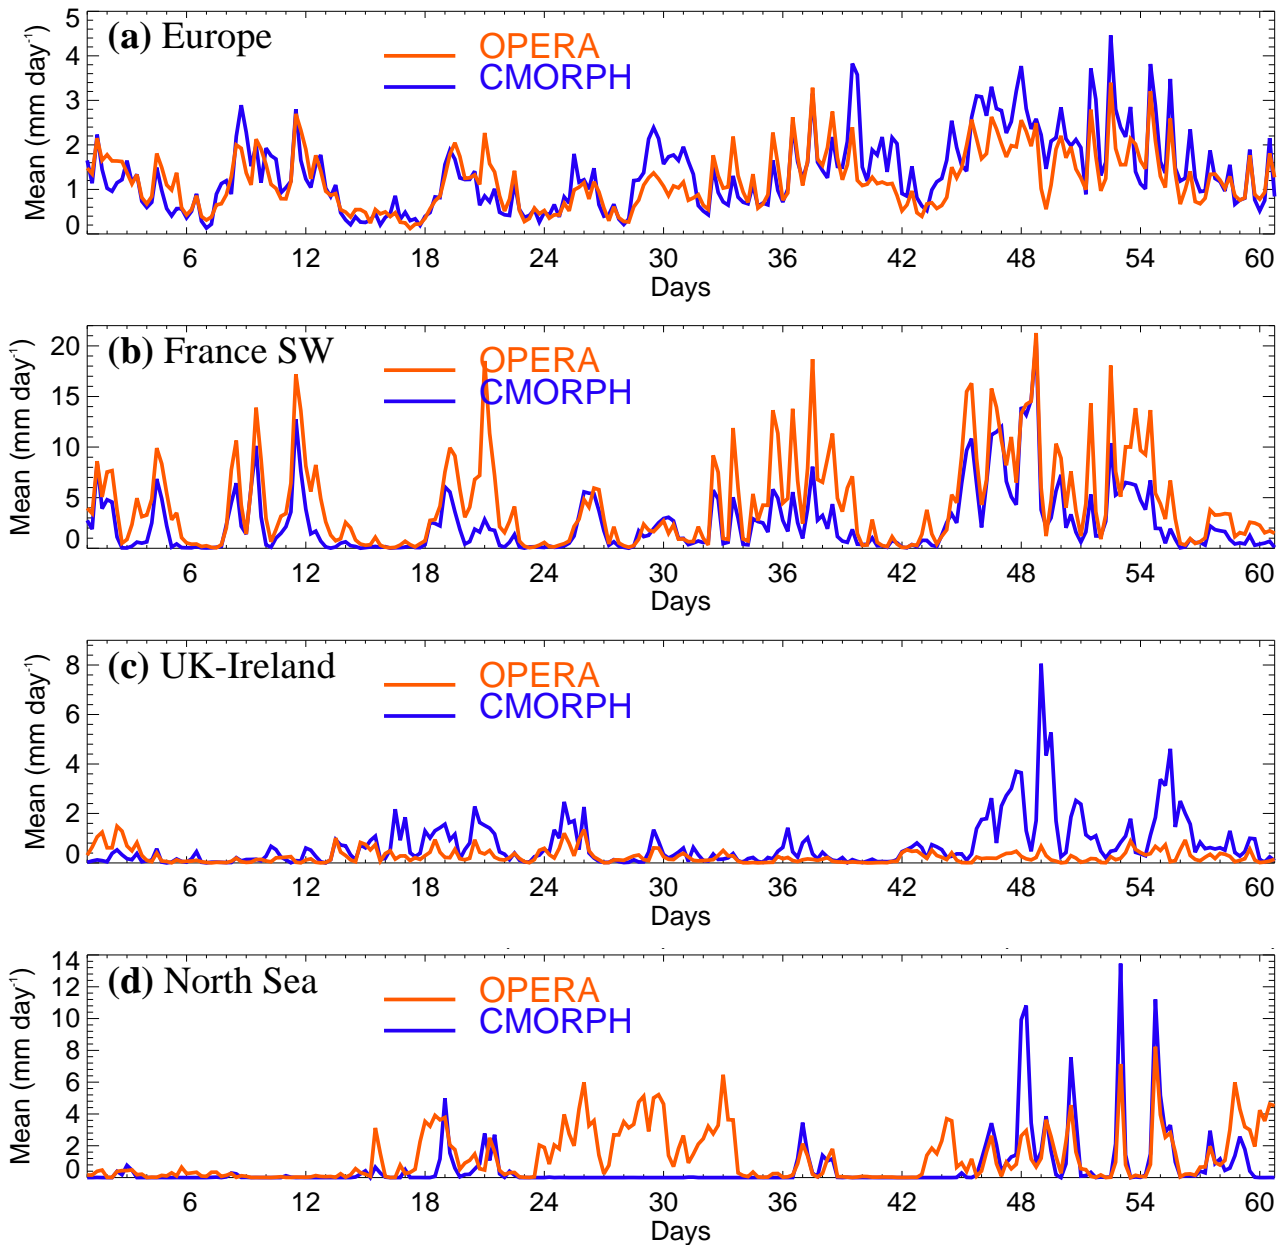 (a) Europe
OPERA
CMORPH
Mean (mm day-1)
5
4
3
2
1
0
6 12 18 24 30 36 42 48 54 60
Days
(b) France SW
OPERA
CMORPH
Mean (mm day-1)
20
15
10
5
0
6 12 18 24 30 36 42 48 54 60
Days
(c) UK-Ireland
OPERA
CMORPH
Mean (mm day-1)
8
6
4
2
0
6 12 18 24 30 36 42 48 54 60
Days
(d) North Sea
OPERA
CMORPH
Mean (mm day-1)
14
12
10
8
6
4
2
0
6 12 18 24 30 36 42 48 54 60
Days